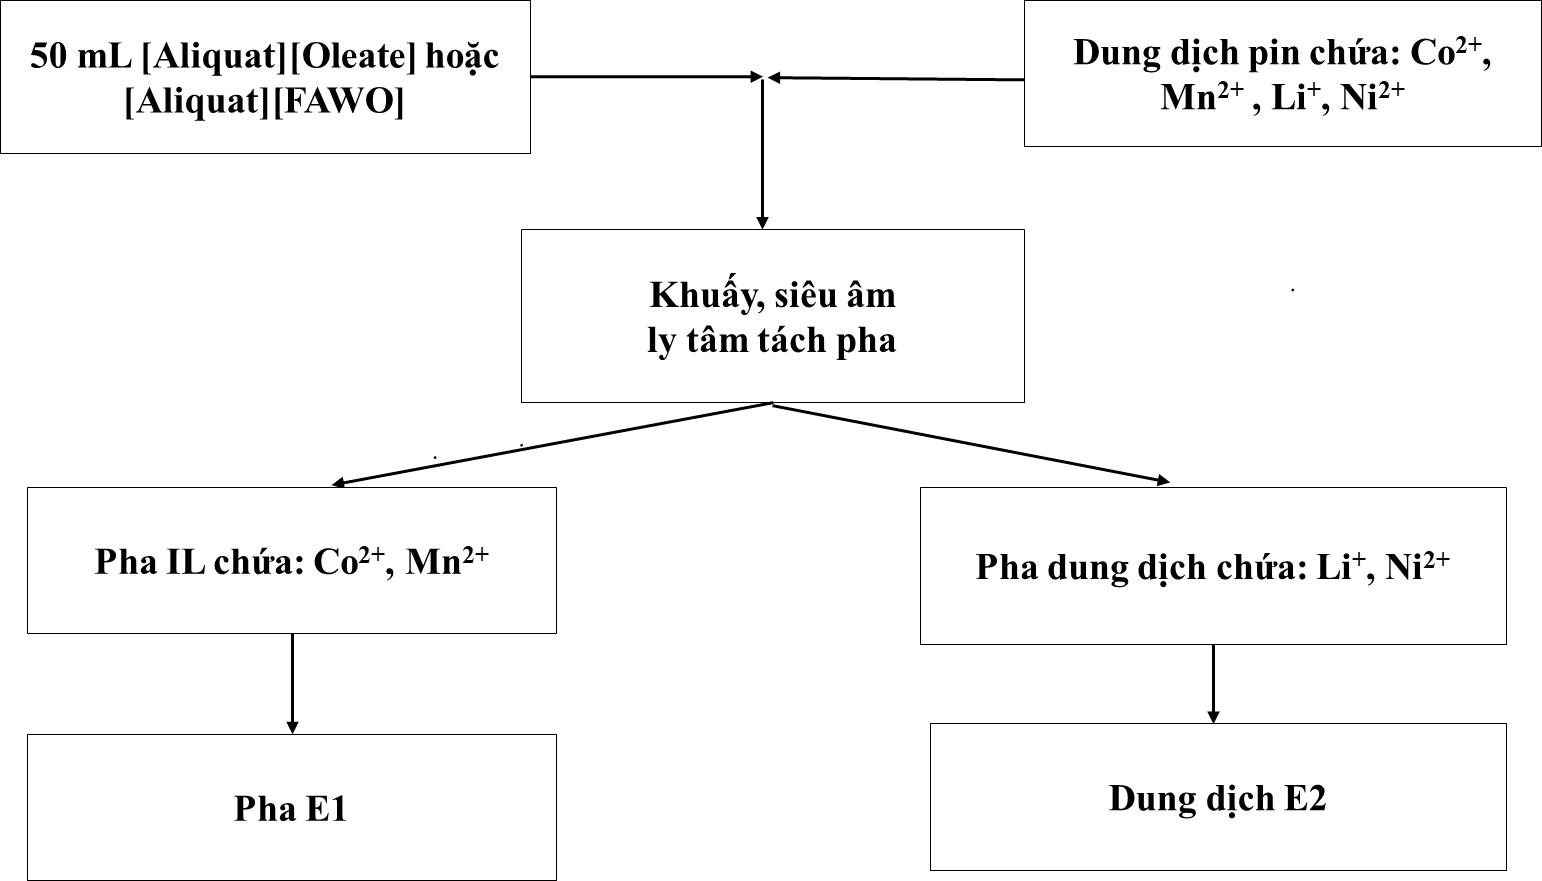 50 mL [Aliquat][Oleate] hoặc
[Aliquat][FAWO]
Dung dịch pin chứa: Co²⁺,
Mn²⁺ , Li⁺, Ni²⁺
Khuấy, siêu âm
ly tâm tách pha
Pha IL chứa: Co²⁺, Mn²⁺
Pha dung dịch chứa: Li⁺, Ni²⁺
Pha E1
Dung dịch E2